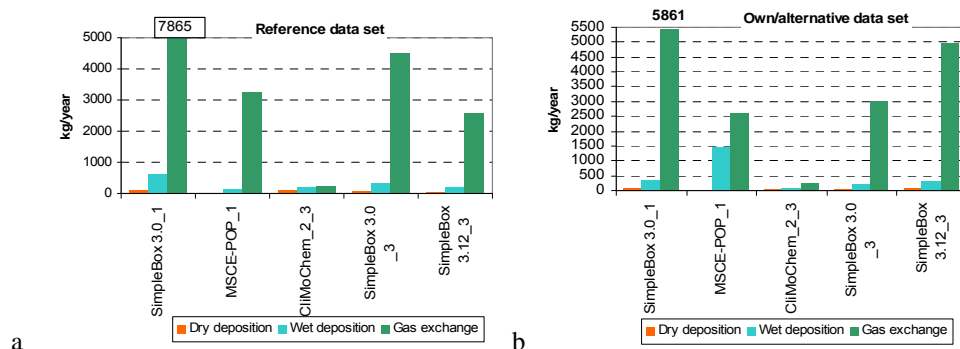 7865
Reference data set
5000
4000
3000
2000
1000
0
kg/year
SimpleBox 3.0_1
MSCE-POP_1
CliMoChem_2_3
SimpleBox 3.0
_3
SimpleBox
3.12_3
Dry deposition Wet deposition Gas exchange
a
5861
Own/alternative data set
5500
5000
4500
4000
3500
3000
2500
2000
1500
1000
500
0
kg/year
SimpleBox 3.0_1
MSCE-POP_1
CliMoChem_2_3
SimpleBox 3.0
_3
SimpleBox
3.12_3
Dry deposition Wet deposition Gas exchange
b